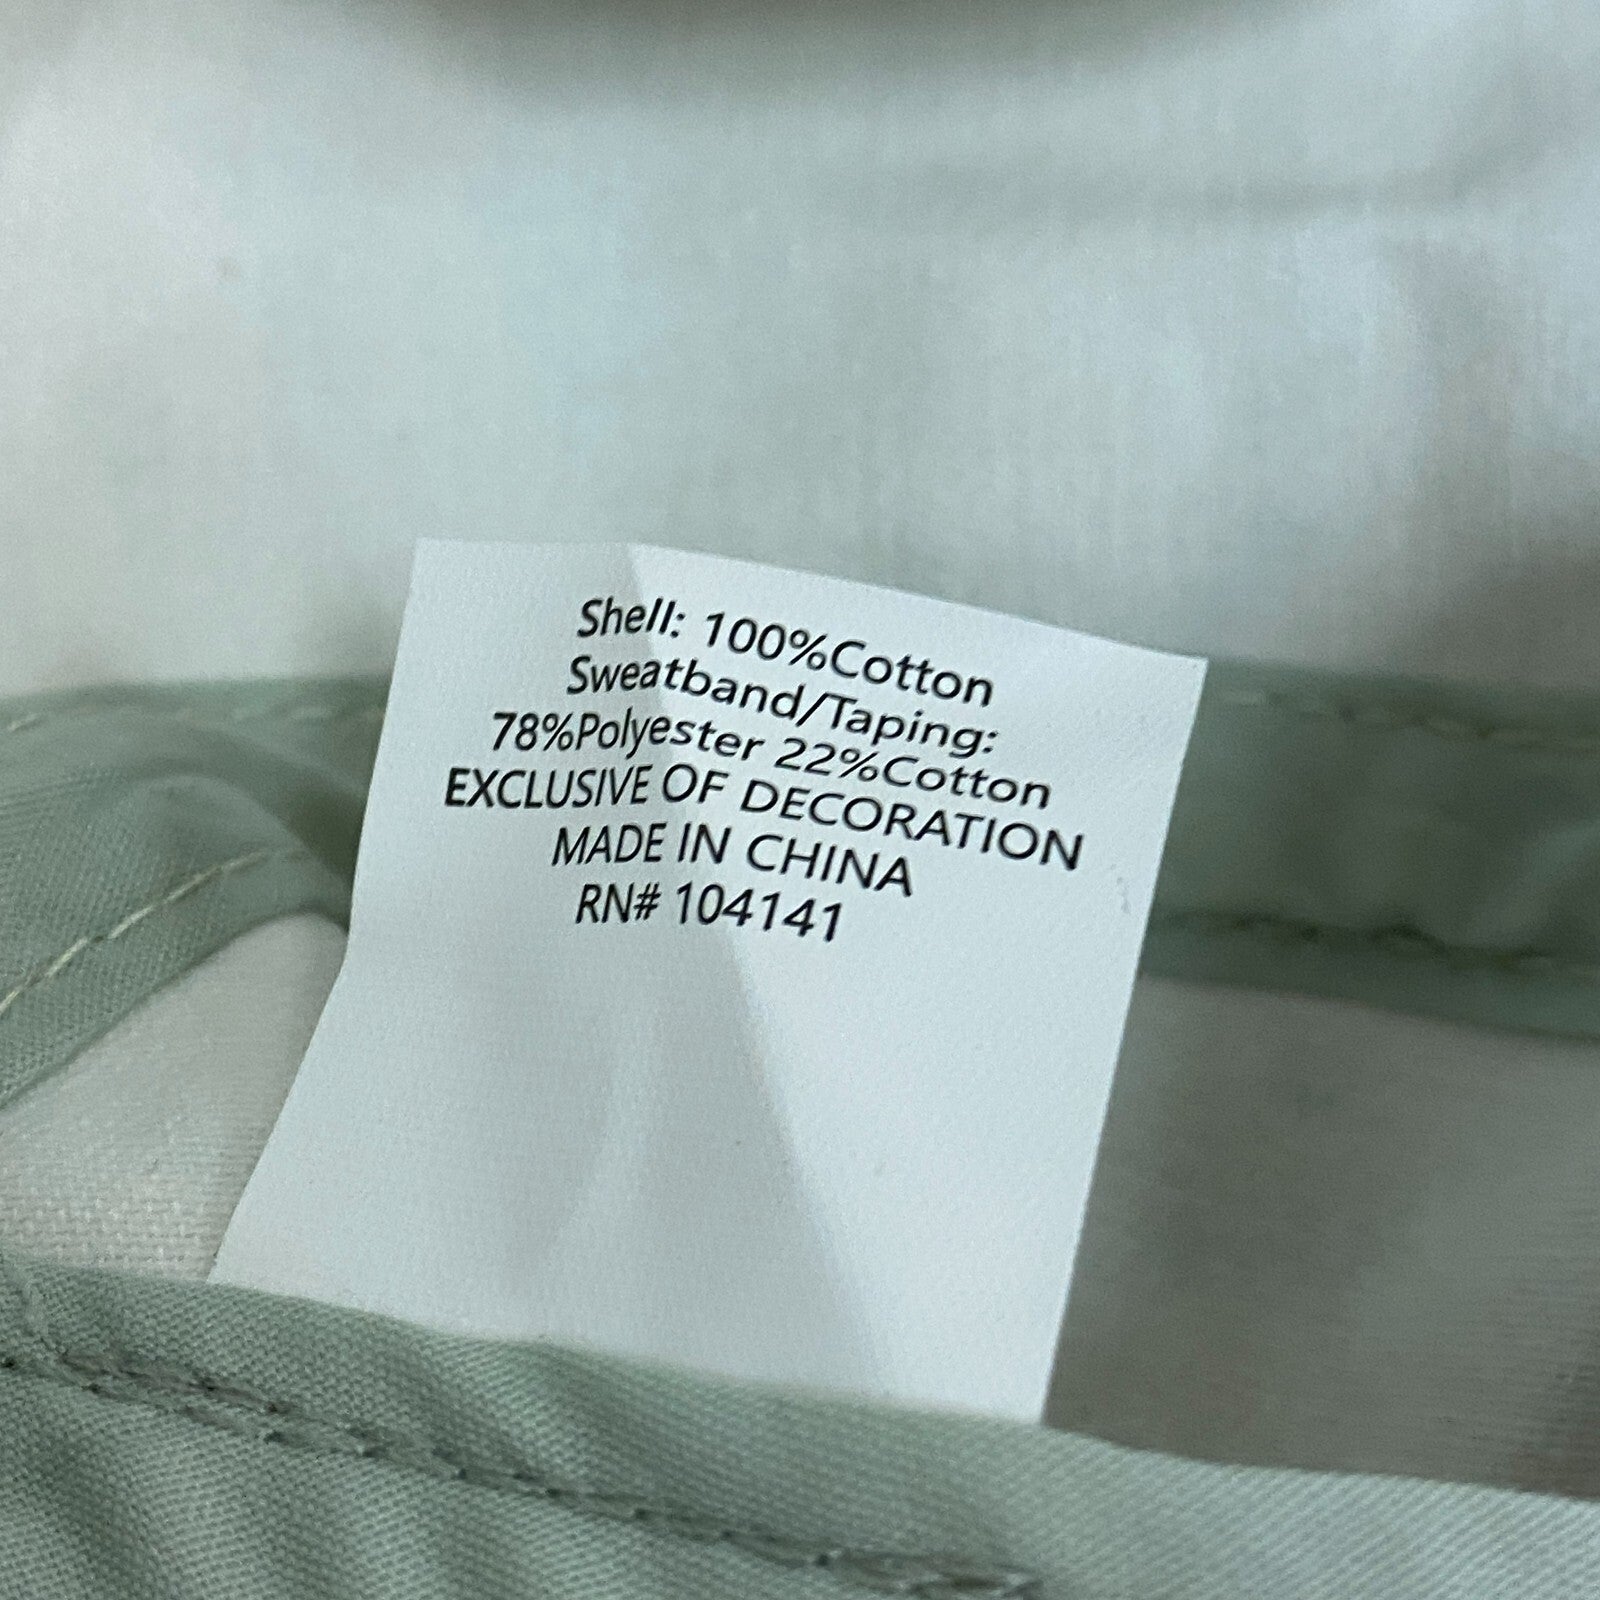 Shell: 100%Cotton
Sweatband/Taping:
78%Polyester 22%Cotton
EXCLUSIVE OF DECORATION
MADE IN CHINA
RN# 104141